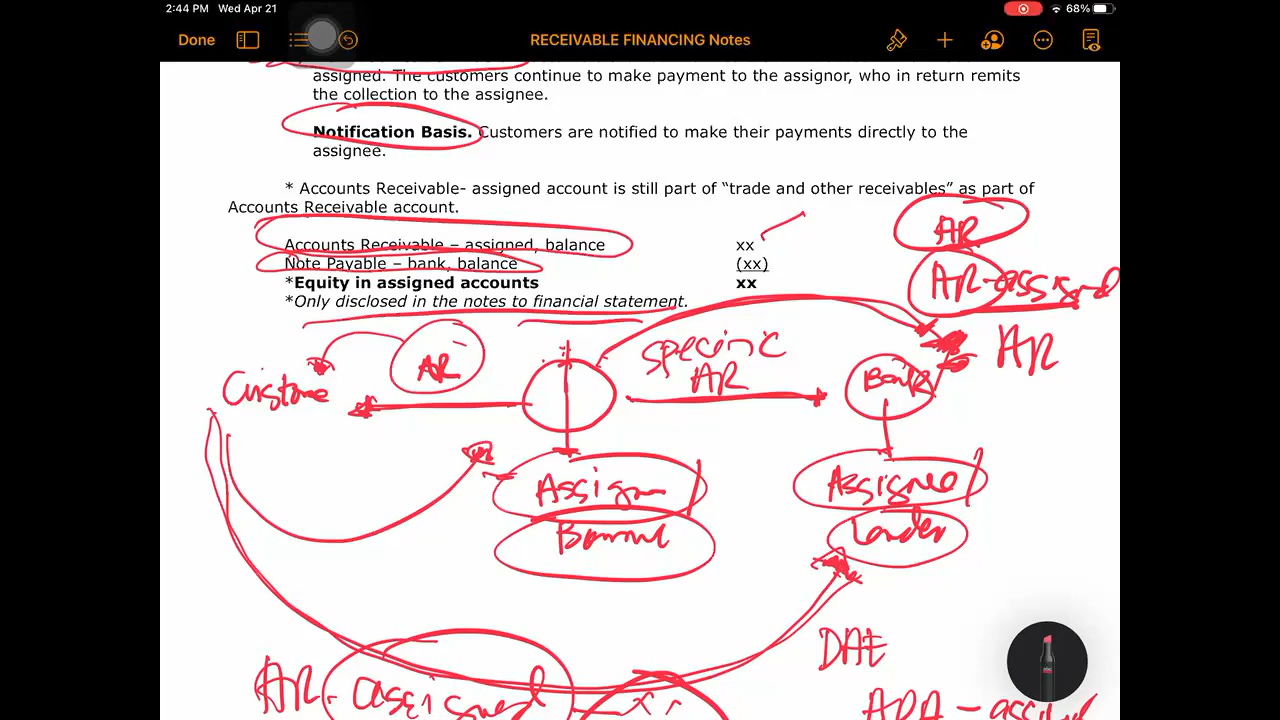 2:44 PM Wed Apr 21
68%
Done
RECEIVABLE FINANCING Notes
assigned. The customers continue to make payment to the assignor, who in return remits
the collection to the assignee.
Notification Basis. Customers are notified to make their payments directly to the
assignee.
* Accounts Receivable- assigned account is still part of “trade and other receivables” as part of
Accounts Receivable account.
Accounts Receivable – assigned, balance xx
Note Payable – bank, balance (xx)
*Equity in assigned accounts xx
*Only disclosed in the notes to financial statement.
AR
AR-assigned
AR
AR
Specific
AR
Customer
Bank
Assignor
Assignee/
Lender
DAE
AR-assigned